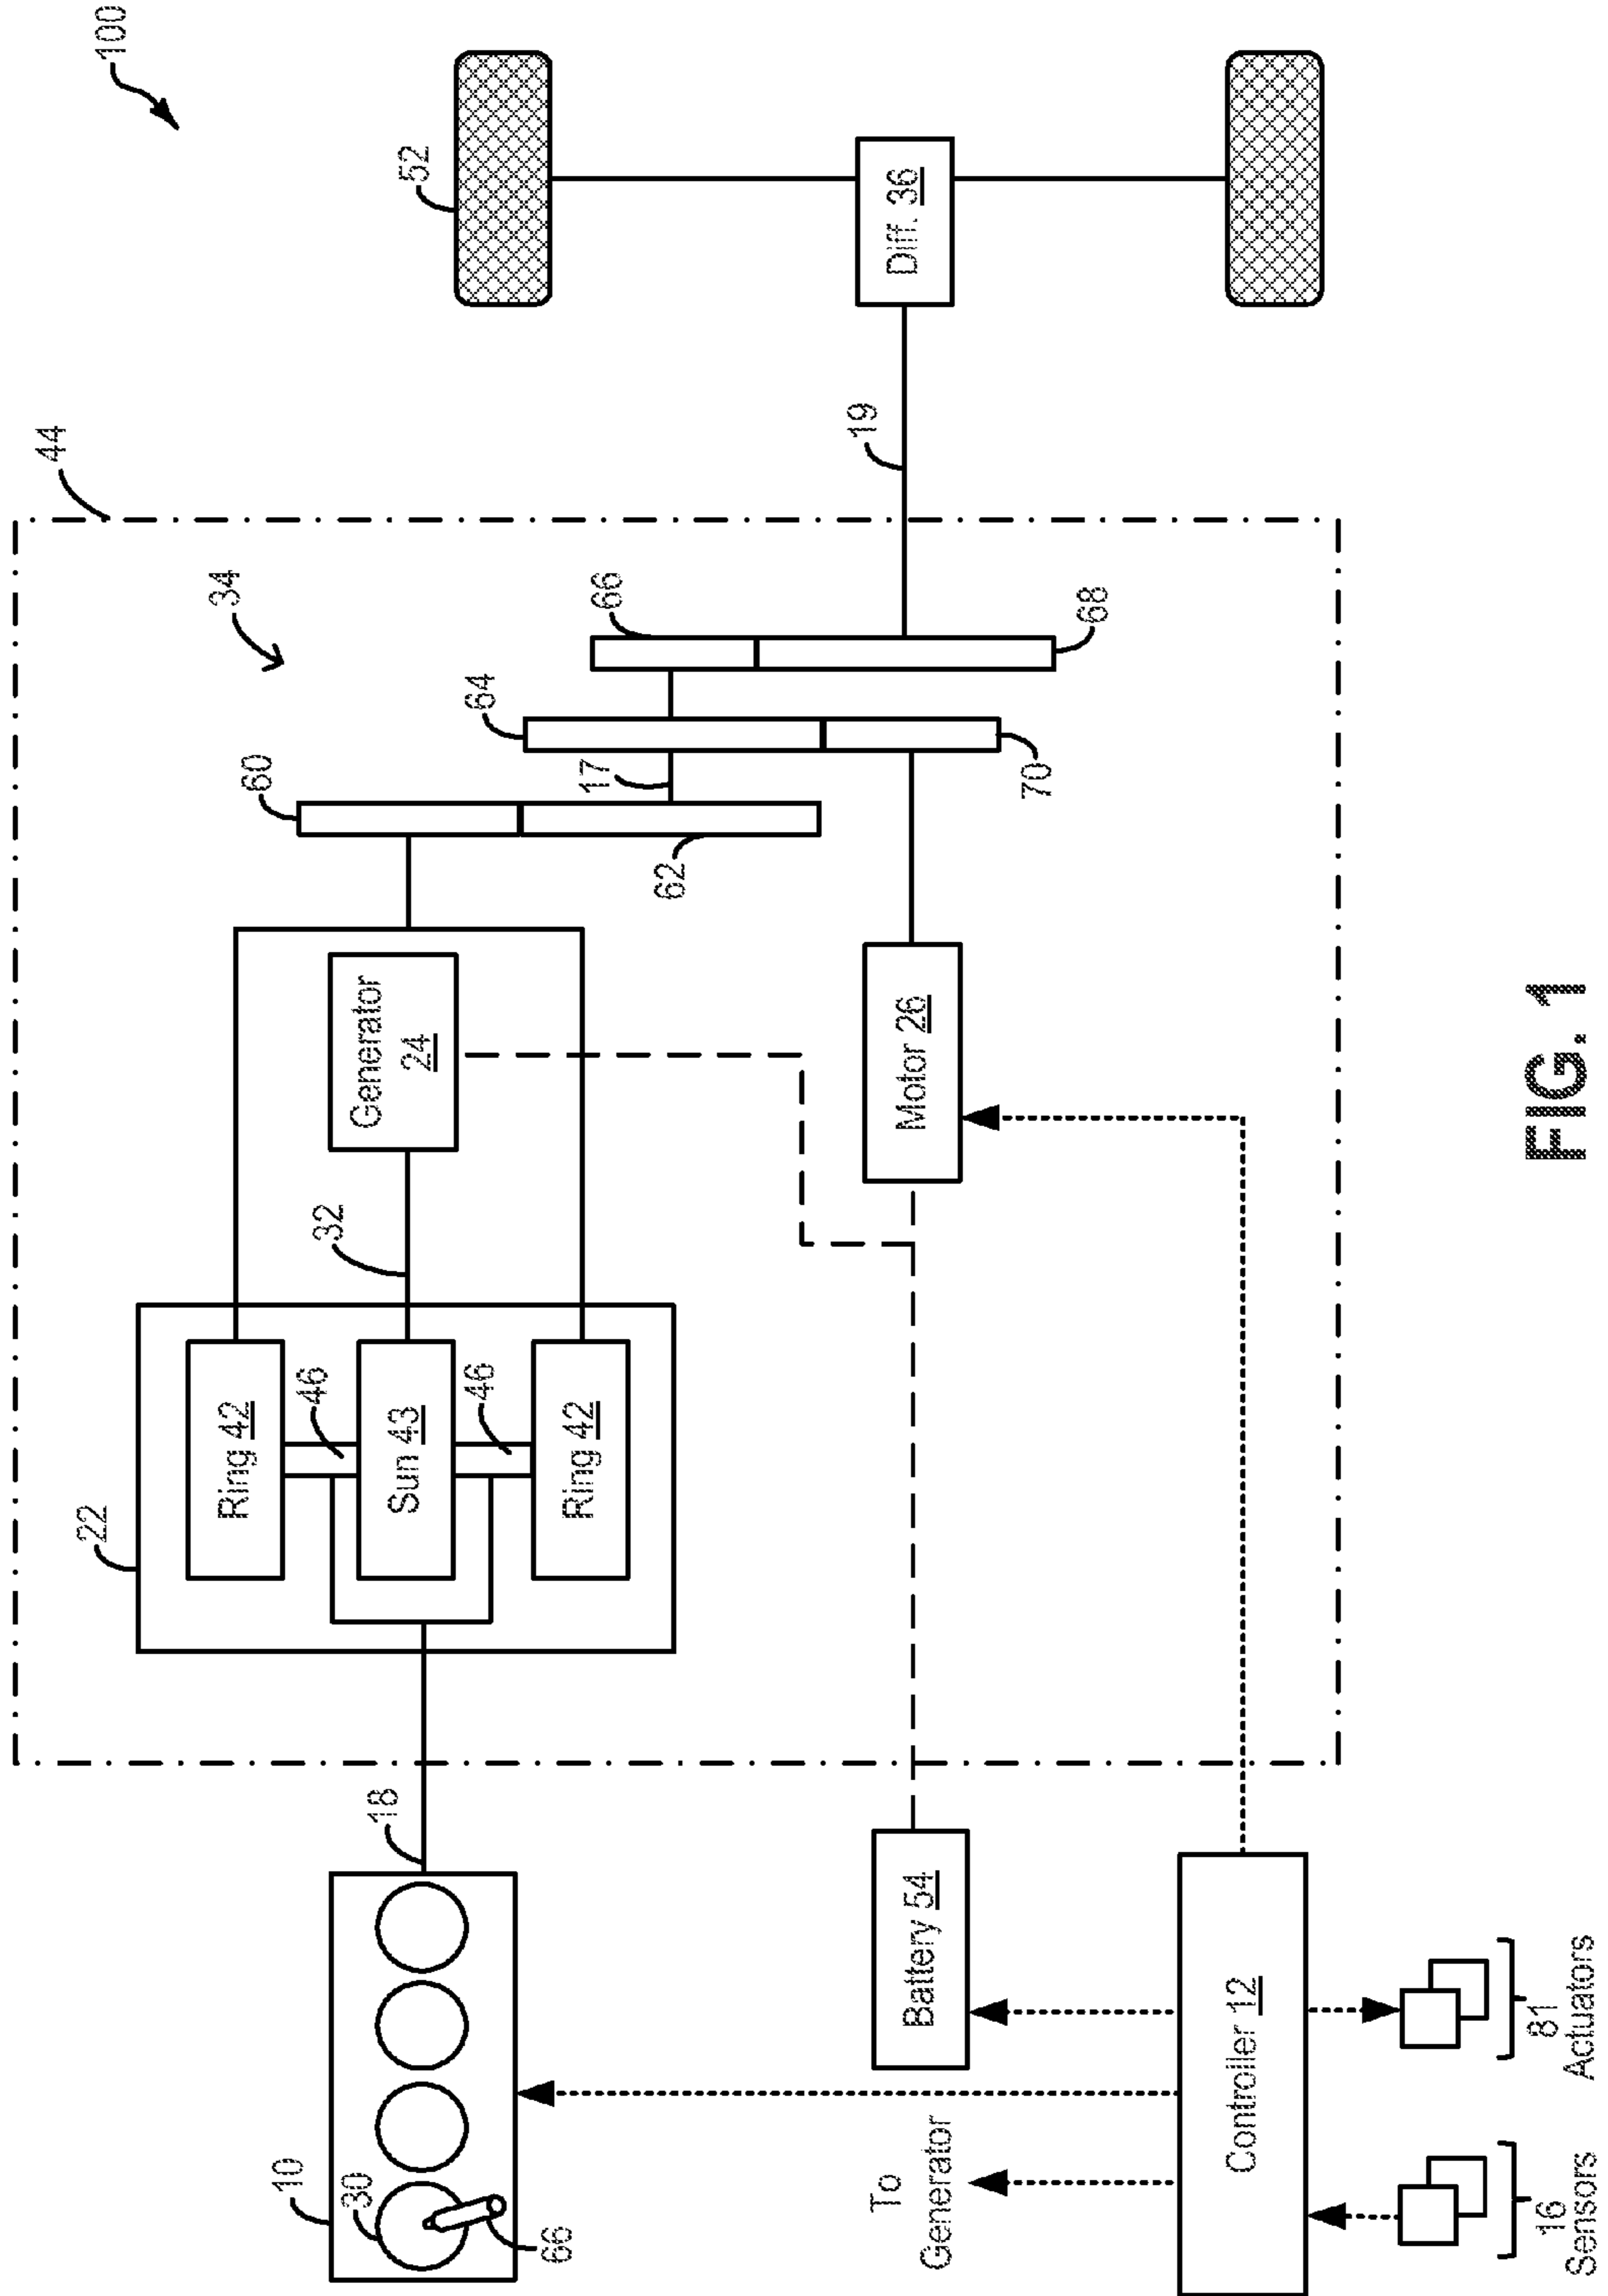 100
52
Diff. 36
19
44
34
66
68
64
70
60
17
62
Generator
24
Motor 26
32
22
Ring 42
46
Sun 43
46
Ring 42
18
10
30
66
Battery 54
To
Generator
Controller 12
81
Actuators
16
Sensors
FIG. 1